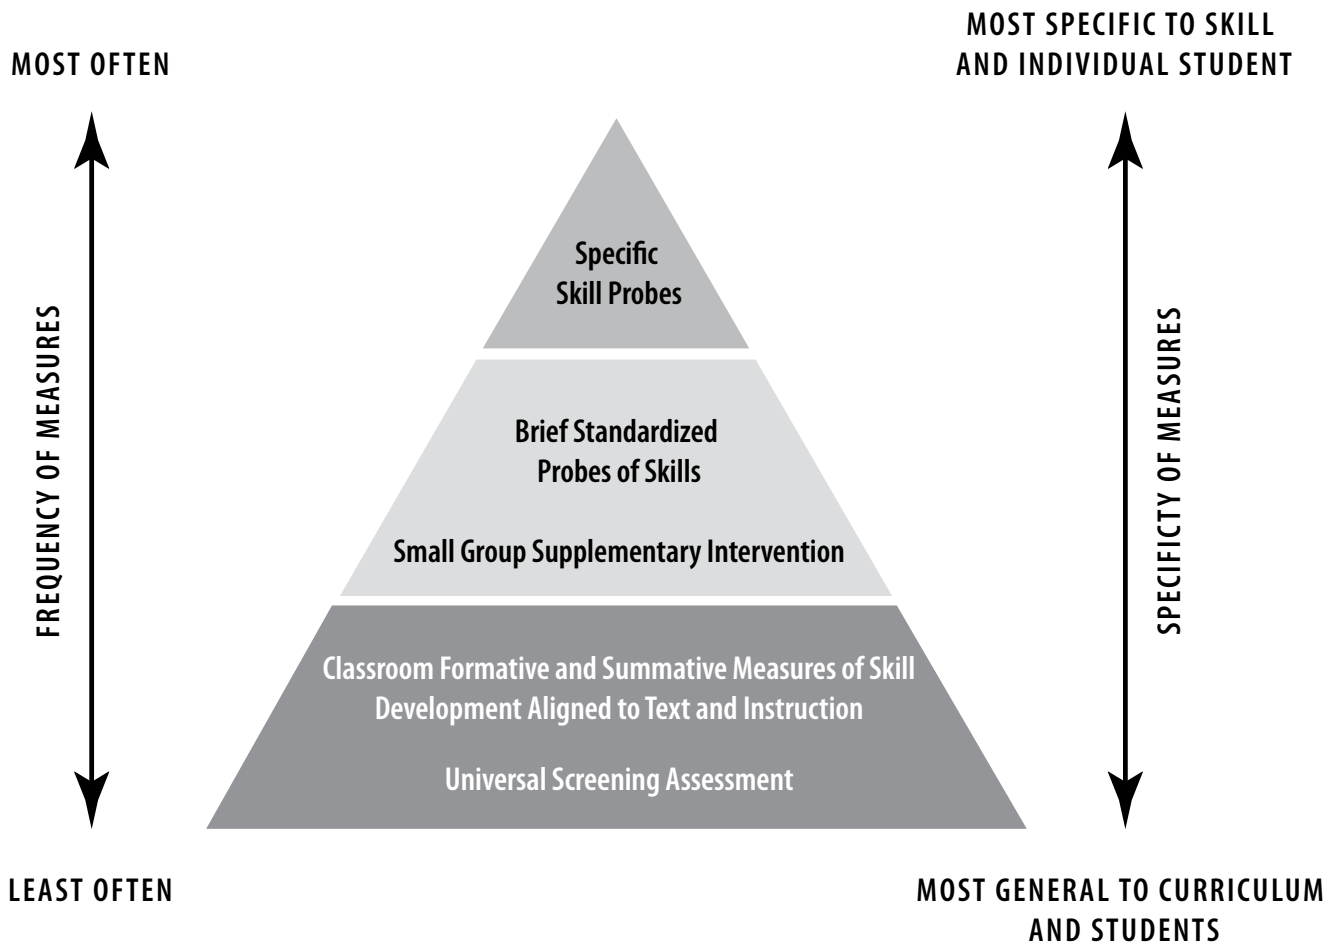 MOST OFTEN
MOST SPECIFIC TO SKILL
AND INDIVIDUAL STUDENT
FREQUENCY OF MEASURES
Specific
Skill Probes
Brief Standardized
Probes of Skills
Small Group Supplementary Intervention
Classroom Formative and Summative Measures of Skill
Development Aligned to Text and Instruction
Universal Screening Assessment
SPECIFICTY OF MEASURES
LEAST OFTEN
MOST GENERAL TO CURRICULUM
AND STUDENTS